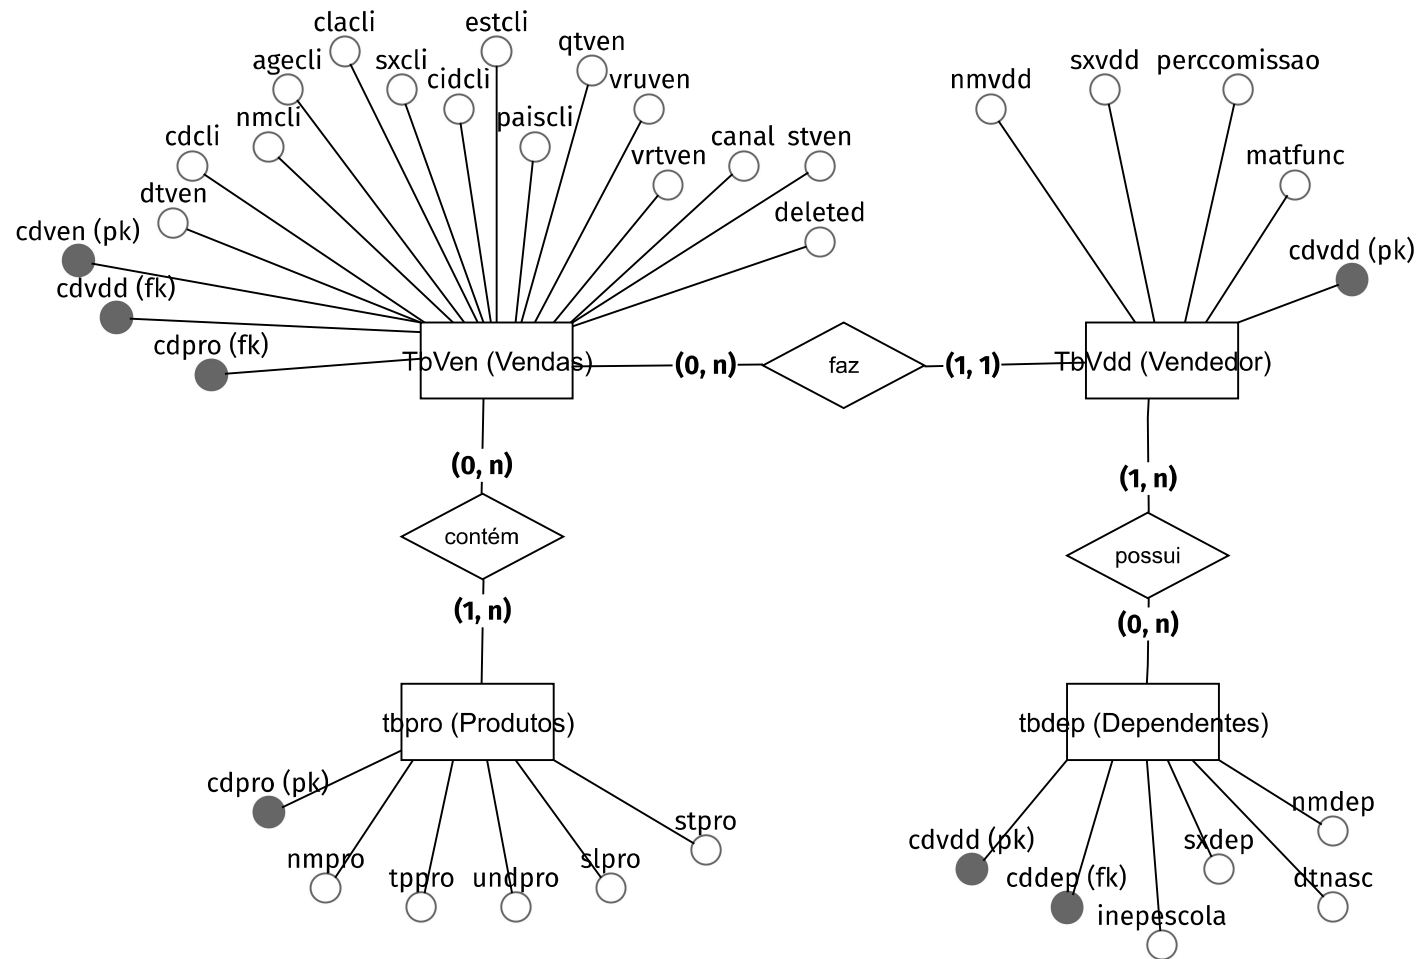 clacli
estcli
qtven
agecli
sxcli
cidcli
vruven
nmcli
paiscli
cdcli
vrtven
canal
stven
dtven
deleted
cdven (pk)
cdvdd (fk)
cdpro (fk)
nmvdd
sxvdd
perccomissao
matfunc
cdvdd (pk)
TbVen (Vendas)
(0, n)
faz
(1, 1)
TbVdd (Vendedor)
(0, n)
contém
(1, n)
(1, n)
possui
(0, n)
tbpro (Produtos)
cdpro (pk)
nmpro
tppro
undpro
slpro
stpro
tbdep (Dependentes)
cdvdd (pk)
cddep (fk)
inepescola
sxdep
dtnasc
nmdep